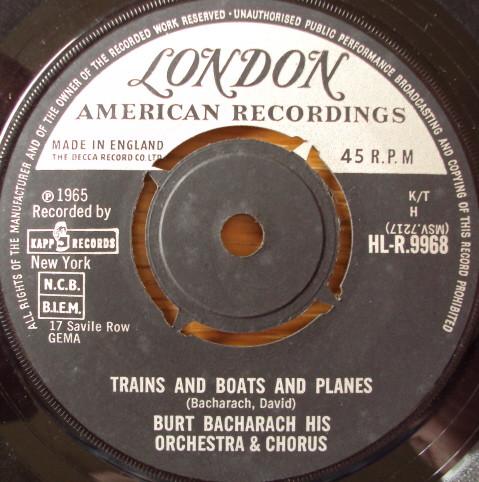 ALL RIGHTS OF THE MANUFACTURER AND OF THE OWNER OF THE RECORDED WORK RESERVED · UNAUTHORISED PUBLIC PERFORMANCE BROADCASTING AND COPYING OF THIS RECORD PROHIBITED
LONDON
AMERICAN RECORDINGS
MADE IN ENGLAND
THE DECCA RECORD CO. LTD.
45 R.P.M
℗ 1965
Recorded by
KAPP RECORDS
New York
N.C.B.
B.I.E.M.
17 Savile Row
GEMA
K/T
H
(MSV.7217)
HL-R.9968
TRAINS AND BOATS AND PLANES
(Bacharach, David)
BURT BACHARACH HIS
ORCHESTRA & CHORUS